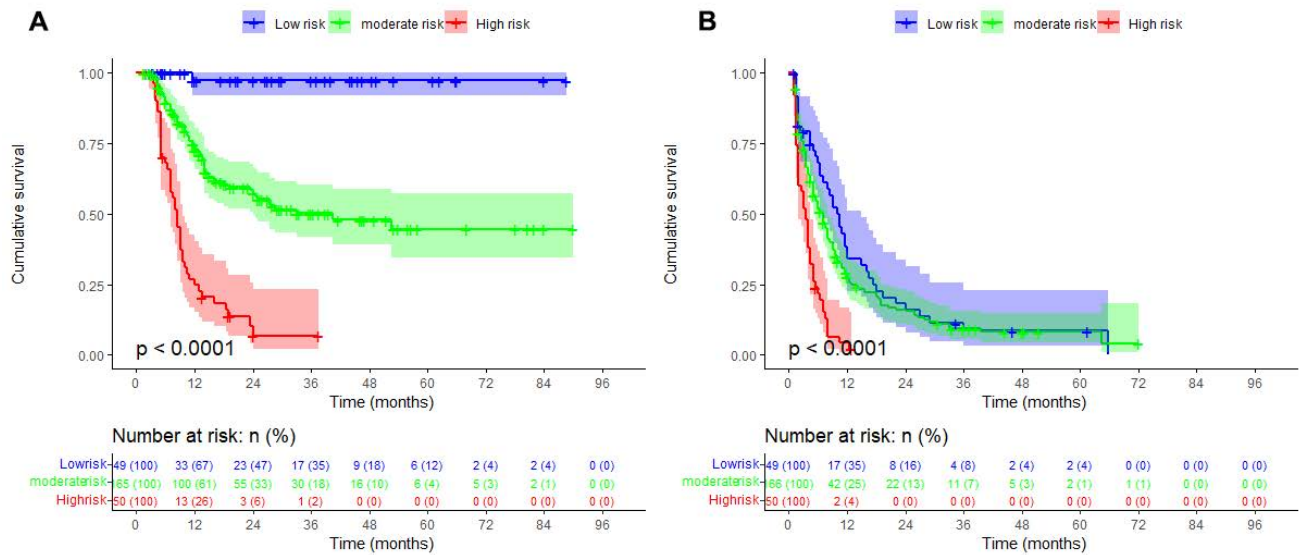 A
Low risk moderate risk High risk
Cumulative survival
1.00
0.75
0.50
0.25
0.00
p < 0.0001
0 12 24 36 48 60 72 84 96
Time (months)
Number at risk: n (%)
Lowrisk 49 (100) 33 (67) 23 (47) 17 (35) 9 (18) 6 (12) 2 (4) 2 (4) 0 (0)
moderaterisk 65 (100) 100 (61) 55 (33) 30 (18) 16 (10) 6 (4) 5 (3) 2 (1) 0 (0)
Highrisk 50 (100) 13 (26) 3 (6) 1 (2) 0 (0) 0 (0) 0 (0) 0 (0) 0 (0)
0 12 24 36 48 60 72 84 96
Time (months)
B
Low risk moderate risk High risk
Cumulative survival
1.00
0.75
0.50
0.25
0.00
p < 0.0001
0 12 24 36 48 60 72 84 96
Time (months)
Number at risk: n (%)
Lowrisk 49 (100) 17 (35) 8 (16) 4 (8) 2 (4) 2 (4) 0 (0) 0 (0) 0 (0)
moderaterisk 66 (100) 42 (25) 22 (13) 11 (7) 5 (3) 2 (1) 1 (1) 0 (0) 0 (0)
Highrisk 50 (100) 2 (4) 0 (0) 0 (0) 0 (0) 0 (0) 0 (0) 0 (0) 0 (0)
0 12 24 36 48 60 72 84 96
Time (months)